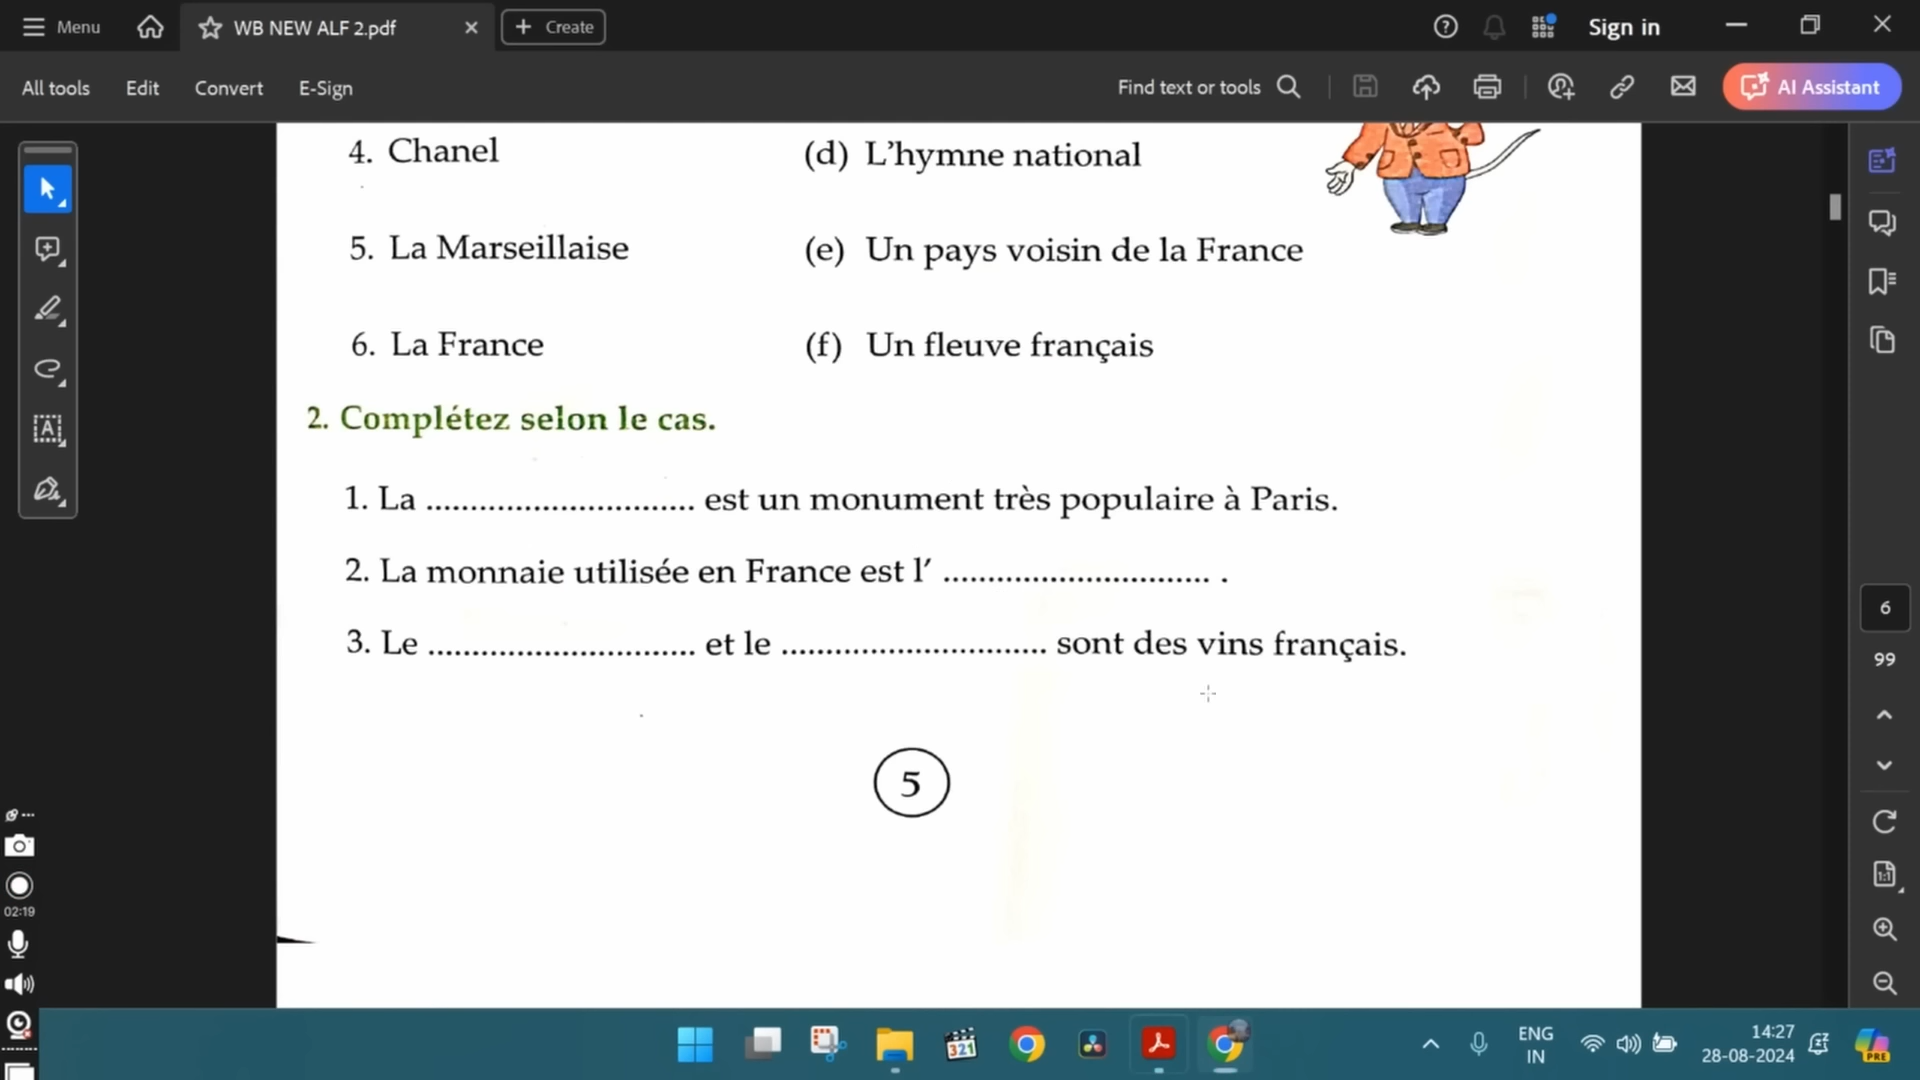 Menu
WB NEW ALF 2.pdf
Create
Sign in
All tools
Edit
Convert
E-Sign
Find text or tools
AI Assistant
4. Chanel (d) L’hymne national
5. La Marseillaise (e) Un pays voisin de la France
6. La France (f) Un fleuve français
2. Complétez selon le cas.
1. La .............................. est un monument très populaire à Paris.
2. La monnaie utilisée en France est l’ .............................. .
3. Le .............................. et le .............................. sont des vins français.
5
6
99
1:1
02:19
321
ENG
IN
14:27
28-08-2024
PRE